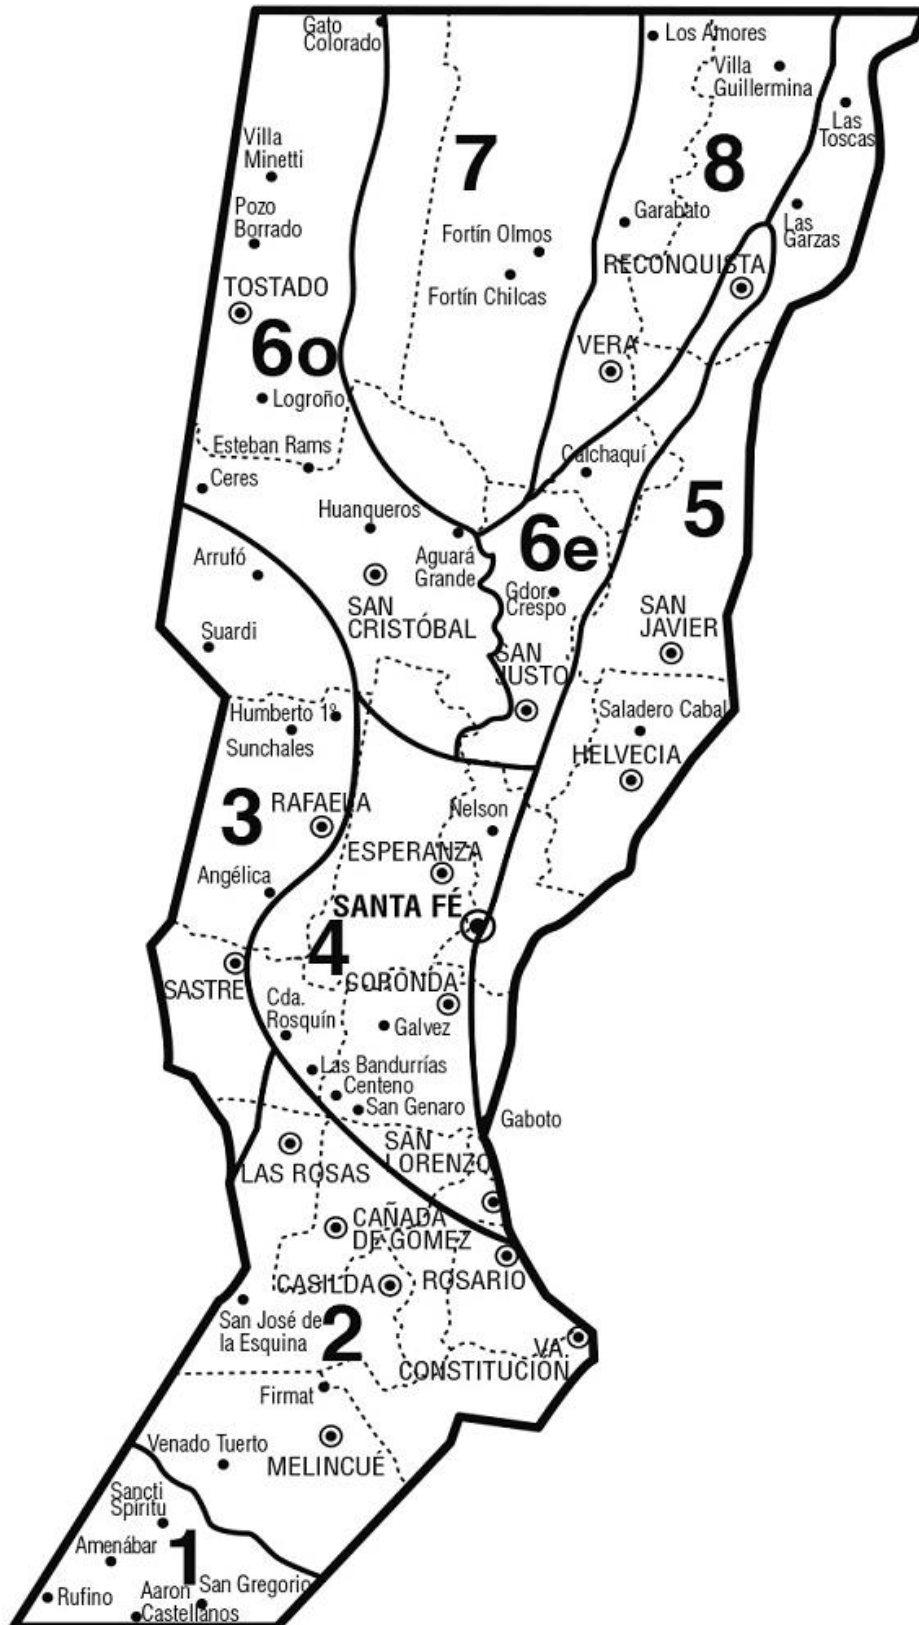 Gato
Colorado
Los Amores
Villa
Guillermina
Las
Toscas
Villa
Minetti
7
8
Pozo
Borrado
Garabato
Las
Garzas
Fortín Olmos
RECONQUISTA
TOSTADO
Fortín Chilcas
6o
VERA
Logroño
Esteban Rams
Calchaquí
Ceres
5
Huanqueros
6e
Arrufó
Aguará
Grande
Gdor.
Crespo
SAN
CRISTÓBAL
SAN
JAVIER
Suardi
SAN
JUSTO
Humberto 1º
Saladero Cabal
Sunchales
HELVECIA
3
RAFAELA
Nelson
ESPERANZA
Angélica
SANTA FÉ
4
SASTRE
CORONDA
Cda.
Rosquín
Galvez
Las Bandurrías
Centeno
San Genaro
Gaboto
SAN
LORENZO
LAS ROSAS
CAÑADA
DE GOMEZ
CASILDA
ROSARIO
San José de
la Esquina
2
VA.
CONSTITUCIÓN
Firmat
Venado Tuerto
MELINCUÉ
Sancti
Spíritu
1
Amenábar
Rufino
Aaron
Castellanos
San Gregorio